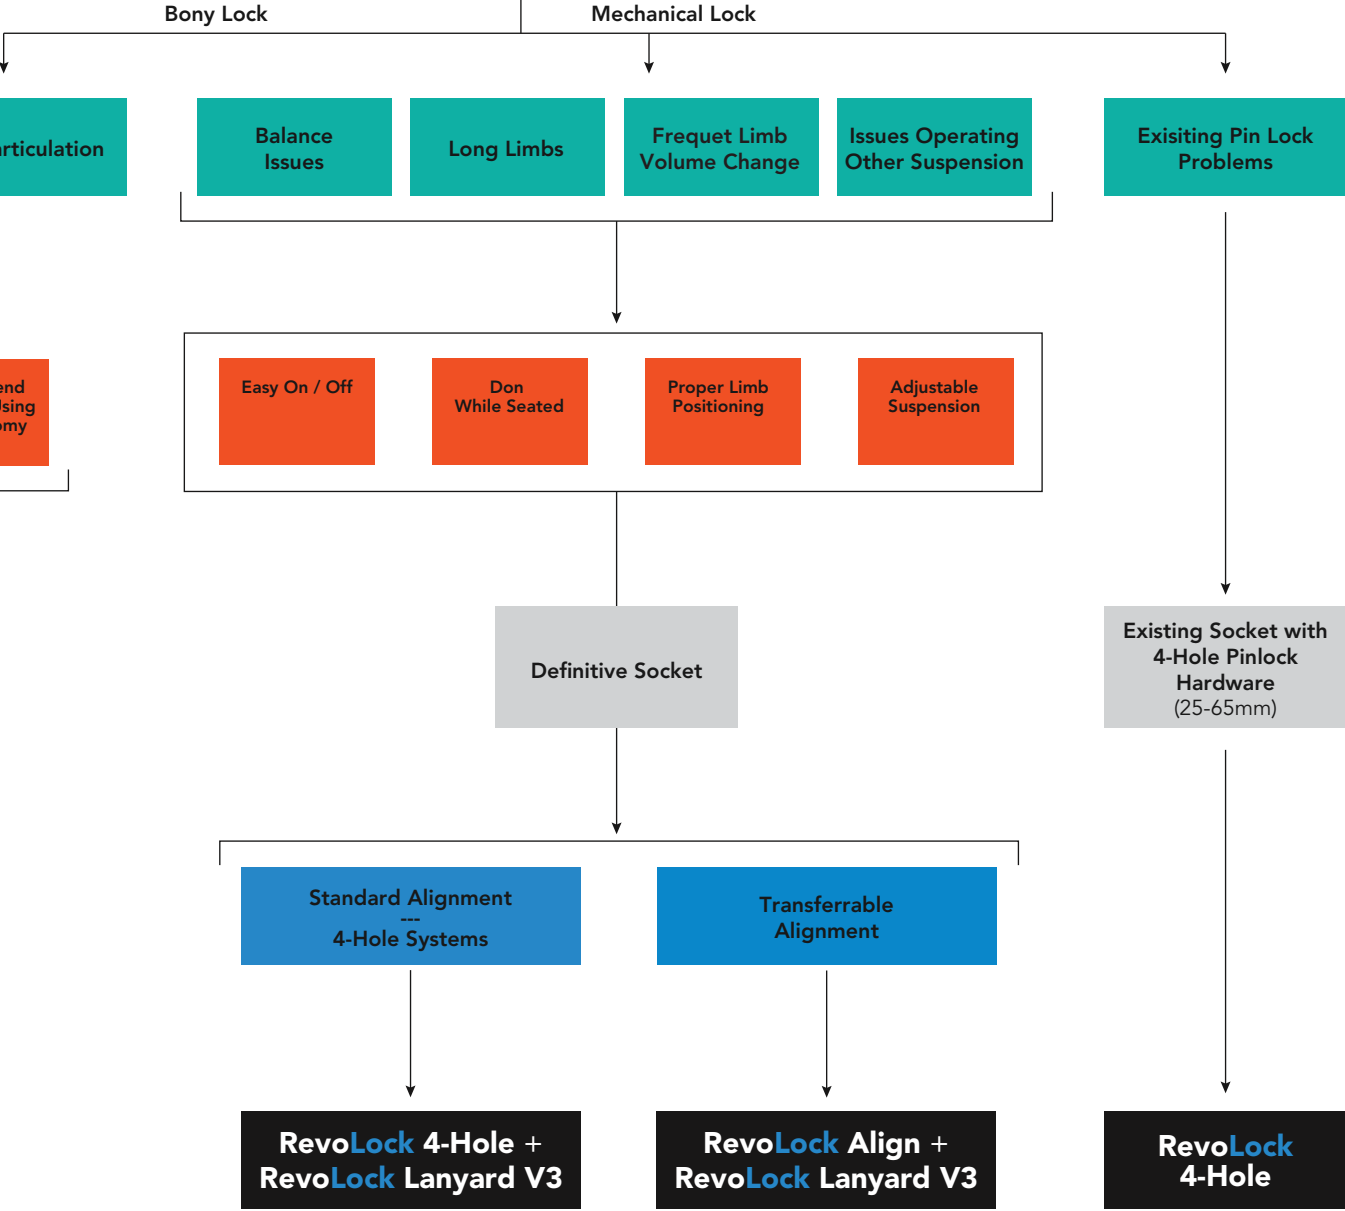 Bony Lock
Mechanical Lock
articulation
Balance
Issues
Long Limbs
Frequet Limb
Volume Change
Issues Operating
Other Suspension
Exisiting Pin Lock
Problems
Easy On / Off
Don
While Seated
Proper Limb
Positioning
Adjustable
Suspension
Definitive Socket
Existing Socket with
4-Hole Pinlock
Hardware
(25-65mm)
Standard Alignment
---
4-Hole Systems
Transferrable
Alignment
RevoLock 4-Hole +
RevoLock Lanyard V3
RevoLock Align +
RevoLock Lanyard V3
RevoLock
4-Hole